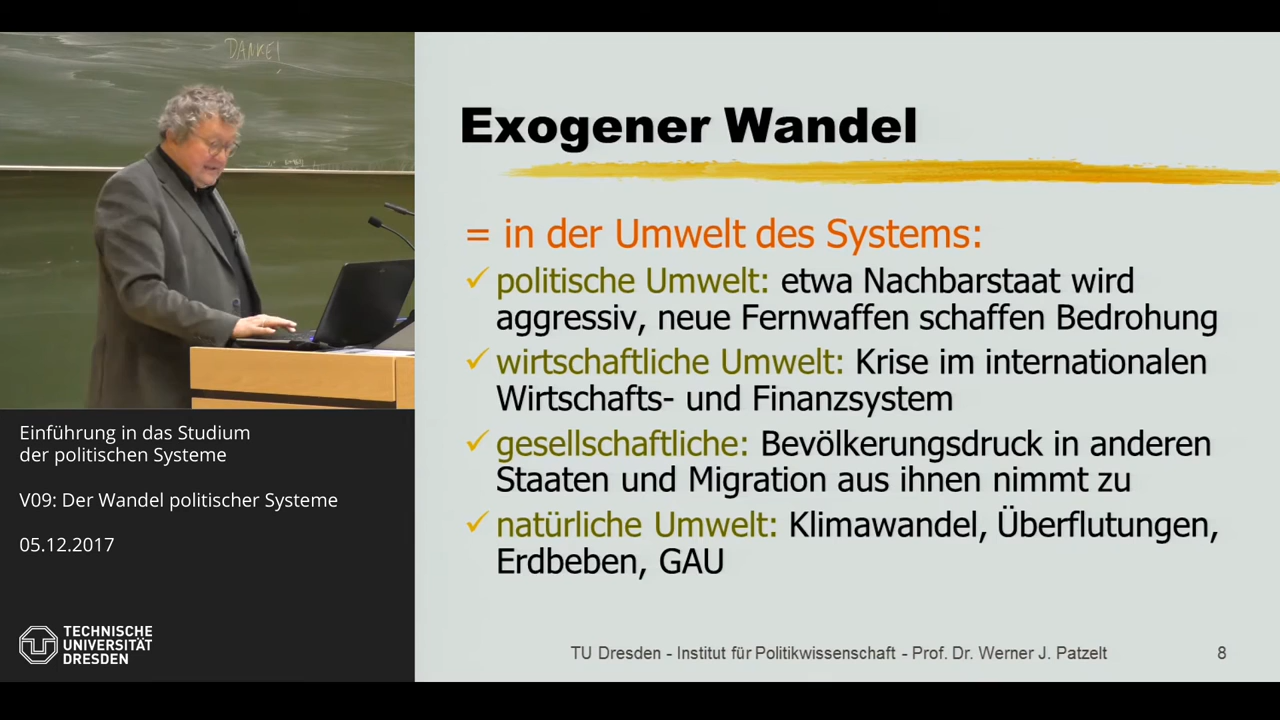 DANKE!
Exogener Wandel
= in der Umwelt des Systems:
✓ politische Umwelt: etwa Nachbarstaat wird
aggressiv, neue Fernwaffen schaffen Bedrohung
✓ wirtschaftliche Umwelt: Krise im internationalen
Wirtschafts- und Finanzsystem
✓ gesellschaftliche: Bevölkerungsdruck in anderen
Staaten und Migration aus ihnen nimmt zu
✓ natürliche Umwelt: Klimawandel, Überflutungen,
Erdbeben, GAU
TU Dresden - Institut für Politikwissenschaft - Prof. Dr. Werner J. Patzelt 8
Einführung in das Studium
der politischen Systeme
V09: Der Wandel politischer Systeme
05.12.2017
TECHNISCHE
UNIVERSITÄT
DRESDEN